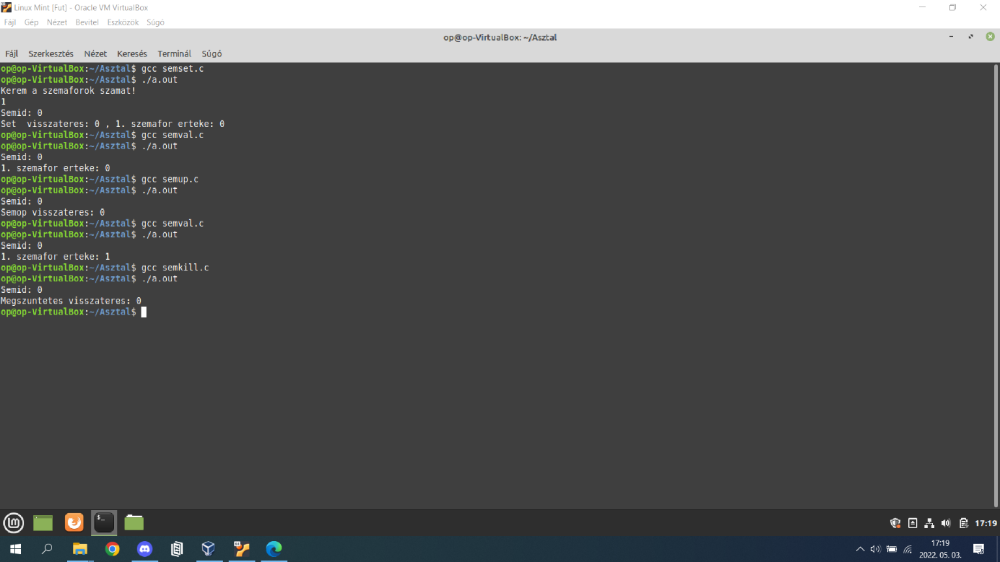 Linux Mint [Fut] - Oracle VM VirtualBox
Fájl Gép Nézet Bevitel Eszközök Súgó
op@op-VirtualBox: ~/Asztal
Fájl Szerkesztés Nézet Keresés Terminál Súgó
op@op-VirtualBox:~/Asztal$ gcc semset.c
op@op-VirtualBox:~/Asztal$ ./a.out
Kerem a szemaforok szamat!
1
Semid: 0
Set  visszateres: 0 , 1. szemafor erteke: 0
op@op-VirtualBox:~/Asztal$ gcc semval.c
op@op-VirtualBox:~/Asztal$ ./a.out
Semid: 0
1. szemafor erteke: 0
op@op-VirtualBox:~/Asztal$ gcc semup.c
op@op-VirtualBox:~/Asztal$ ./a.out
Semid: 0
Semop visszateres: 0
op@op-VirtualBox:~/Asztal$ gcc semval.c
op@op-VirtualBox:~/Asztal$ ./a.out
Semid: 0
1. szemafor erteke: 1
op@op-VirtualBox:~/Asztal$ gcc semkill.c
op@op-VirtualBox:~/Asztal$ ./a.out
Semid: 0
Megszuntetes visszateres: 0
op@op-VirtualBox:~/Asztal$
17:19
17:19
2022. 05. 03.